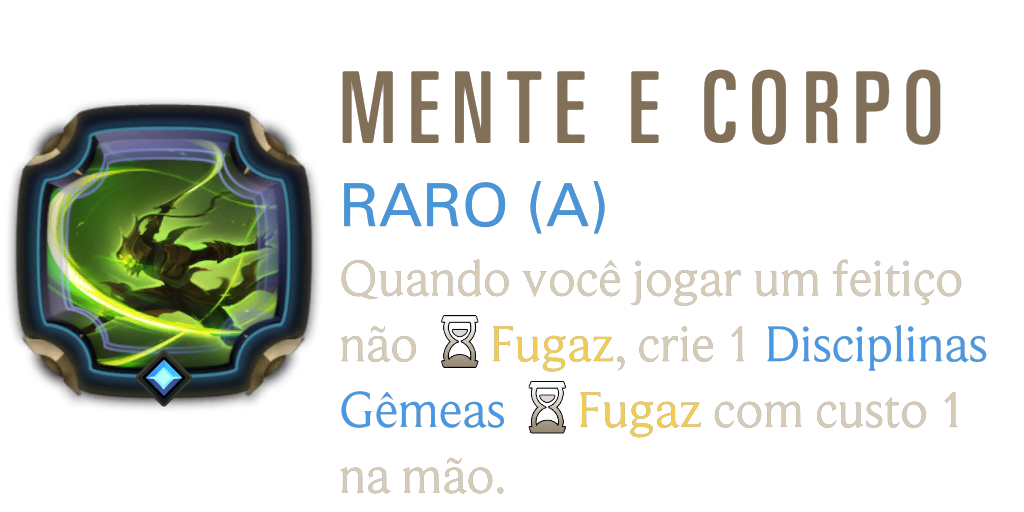 MENTE E CORPO
RARO (A)
Quando você jogar um feitiço
não Fugaz, crie 1 Disciplinas
Gêmeas Fugaz com custo 1
na mão.